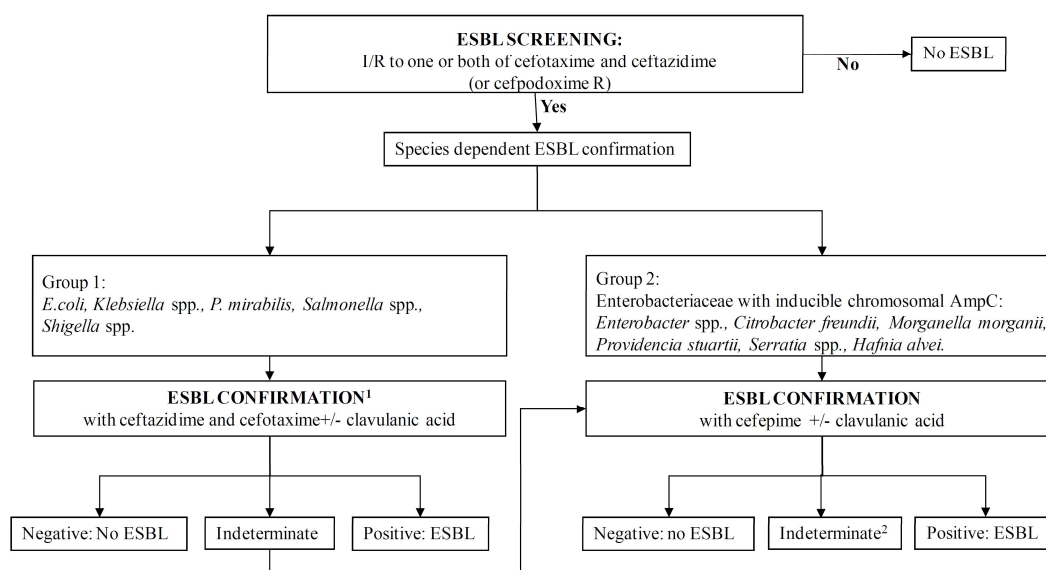 ESBL SCREENING:
I/R to one or both of cefotaxime and ceftazidime
(or cefpodoxime R)
No
No ESBL
Yes
Species dependent ESBL confirmation
Group 1:
E.coli, Klebsiella spp., P. mirabilis, Salmonella spp.,
Shigella spp.
Group 2:
Enterobacteriaceae with inducible chromosomal AmpC:
Enterobacter spp., Citrobacter freundii, Morganella morganii,
Providencia stuartii, Serratia spp., Hafnia alvei.
ESBL CONFIRMATION¹
with ceftazidime and cefotaxime+/- clavulanic acid
ESBL CONFIRMATION
with cefepime +/- clavulanic acid
Negative: No ESBL
Indeterminate
Positive: ESBL
Negative: no ESBL
Indeterminate²
Positive: ESBL